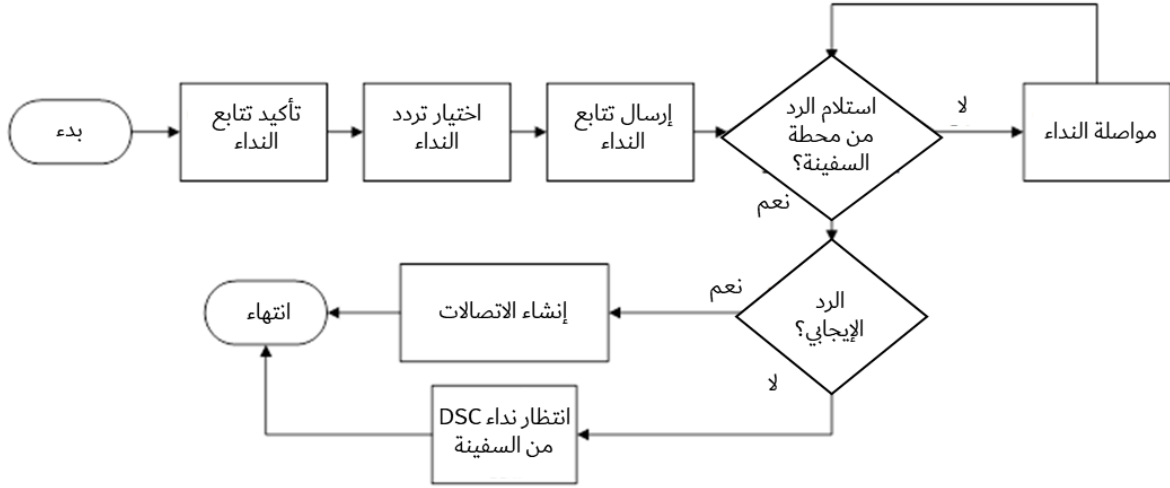 بدء
تأكيد تتابع
النداء
اختيار تردد
النداء
إرسال تتابع
النداء
استلام الرد
من محطة
السفينة؟
لا
مواصلة النداء
نعم
الرد
الإيجابي؟
نعم
إنشاء الاتصالات
انتهاء
لا
انتظار نداء DSC
من السفينة